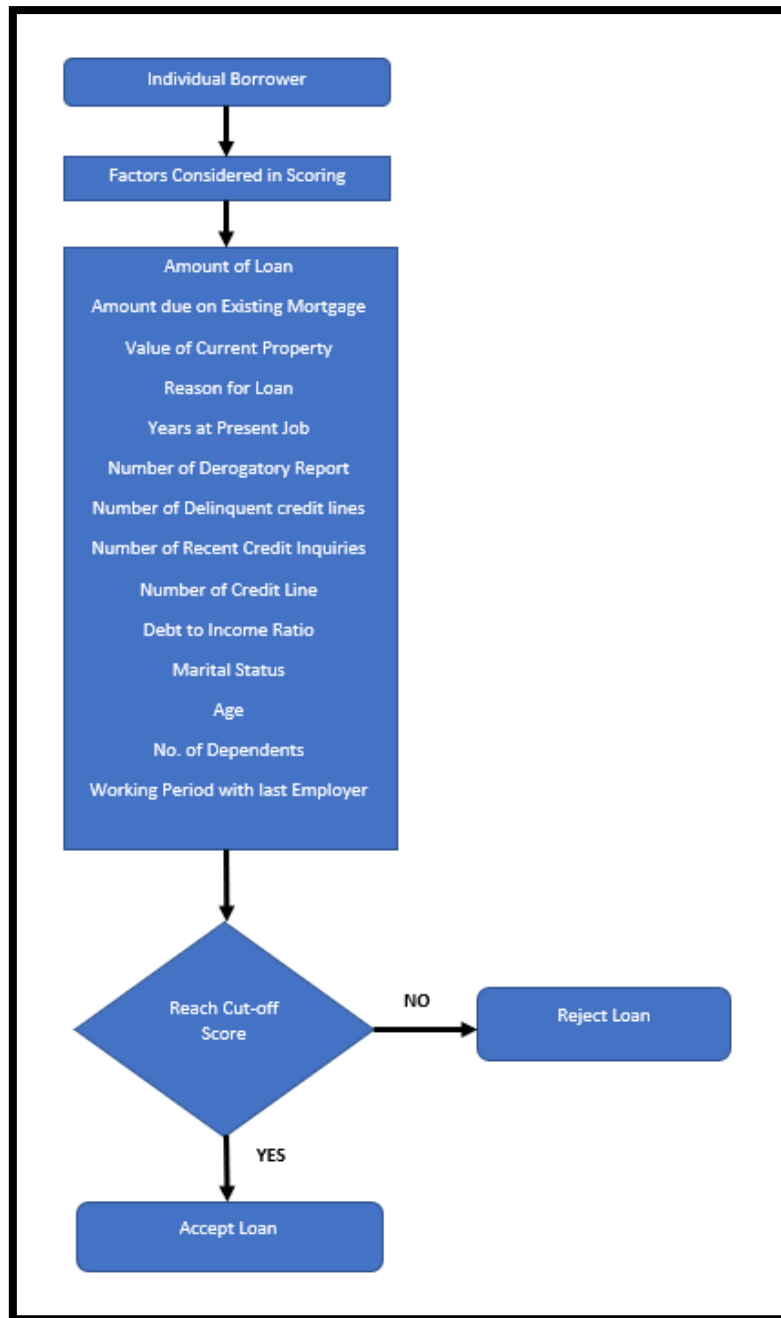 Individual Borrower
Factors Considered in Scoring
Amount of Loan
Amount due on Existing Mortgage
Value of Current Property
Reason for Loan
Years at Present Job
Number of Derogatory Report
Number of Delinquent credit lines
Number of Recent Credit Inquiries
Number of Credit Line
Debt to Income Ratio
Marital Status
Age
No. of Dependents
Working Period with last Employer
Reach Cut-off
Score
NO
Reject Loan
YES
Accept Loan